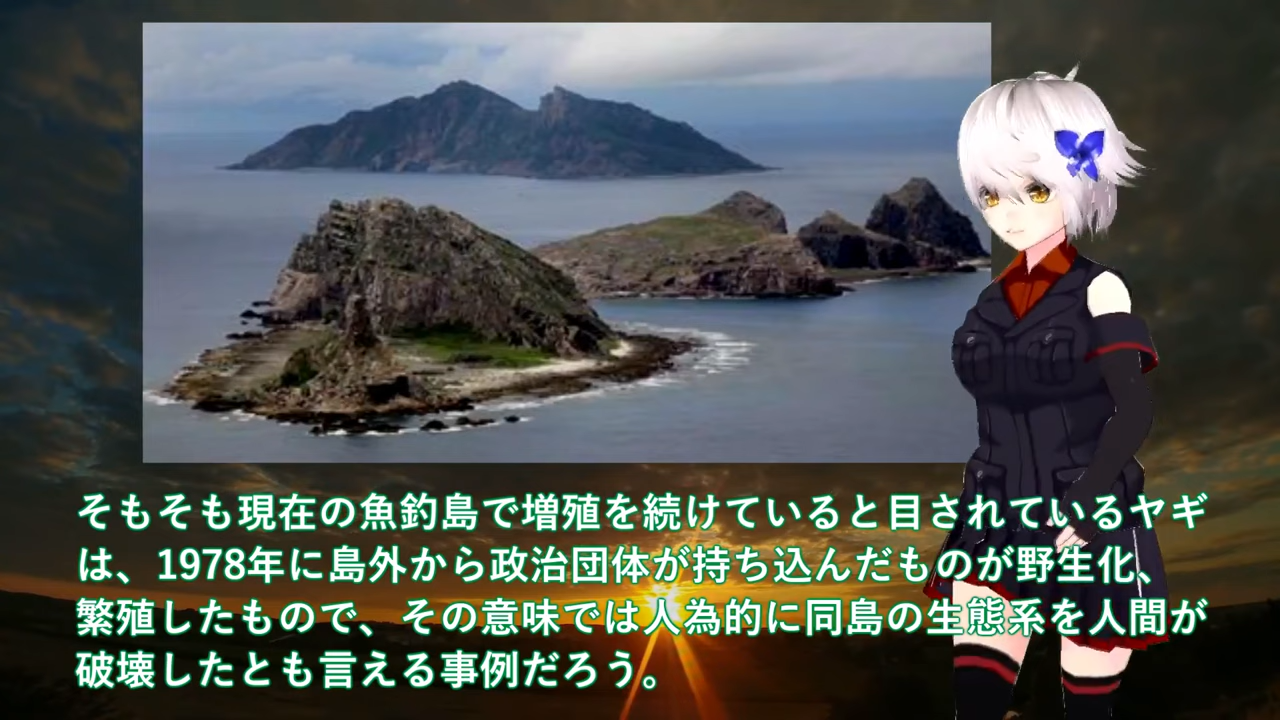 そもそも現在の魚釣島で増殖を続けていると目されているヤギ
は、1978年に島外から政治団体が持ち込んだものが野生化、
繁殖したもので、その意味では人為的に同島の生態系を人間が
破壊したとも言える事例だろう。